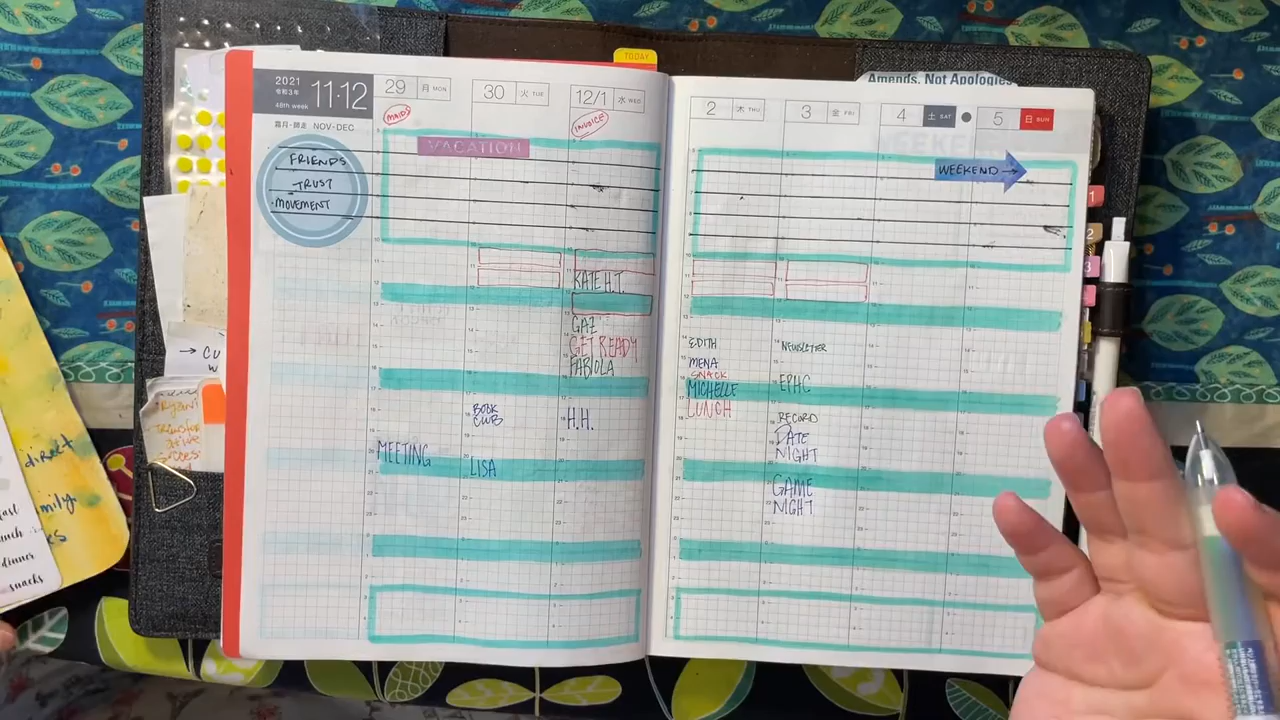 TODAY
Amends. Not Apologies
2021
令和3年
48th week
11·12
霜月·師走 NOV-DEC
29 月 MON
30 火 TUE
12/1 水 WED
2 木 THU
3 金 FRI
4 土 SAT
5 日 SUN
MAIDS
INVOICE
VACATION
WEEKEND →
FRIENDS
TRUST
MOVEMENT
KATE H.T.
GAZ
GET READY
FABIOLA
BOOK
CLUB
H.H.
MEETING
LISA
EDITH
MENA
SNACK
MICHELLE
LUNCH
NEWSLETTER
EPHC
RECORD
DATE
NIGHT
GAME
NIGHT
Ryan
direct
dinner
snacks